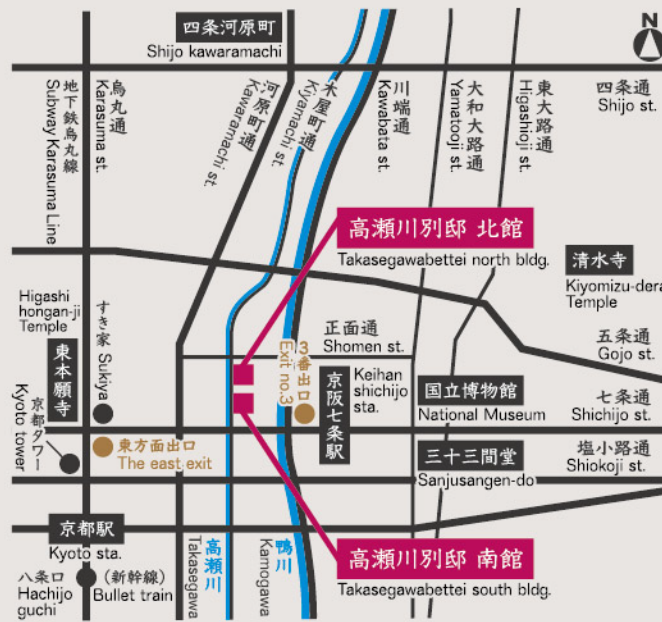 四条河原町
Shijo kawaramachi
N
地下鉄烏丸線
Subway Karasuma Line
烏丸通
Karasuma st.
河原町通
Kawaramachi st.
木屋町通
Kiyamachi st.
川端通
Kawabata st.
大和大路通
Yamatooji st.
東大路通
Higashioji st.
四条通
Shijo st.
高瀬川別邸 北館
Takasegawabettei north bldg.
清水寺
Kiyomizu-dera
Temple
Higashi
hongan-ji
Temple
東本願寺
すき家 Sukiya
正面通
Shomen st.
五条通
Gojo st.
3番出口
Exit no.3
京阪七条駅
Keihan
shichijo
sta.
国立博物館
National Museum
七条通
Shichijo st.
京都タワー
Kyoto tower
東方面出口
The east exit
三十三間堂
Sanjusangen-do
塩小路通
Shiokoji st.
京都駅
Kyoto sta.
八条口
Hachijo
guchi
(新幹線)
Bullet train
高瀬川
Takasegawa
鴨川
Kamogawa
高瀬川別邸 南館
Takasegawabettei south bldg.